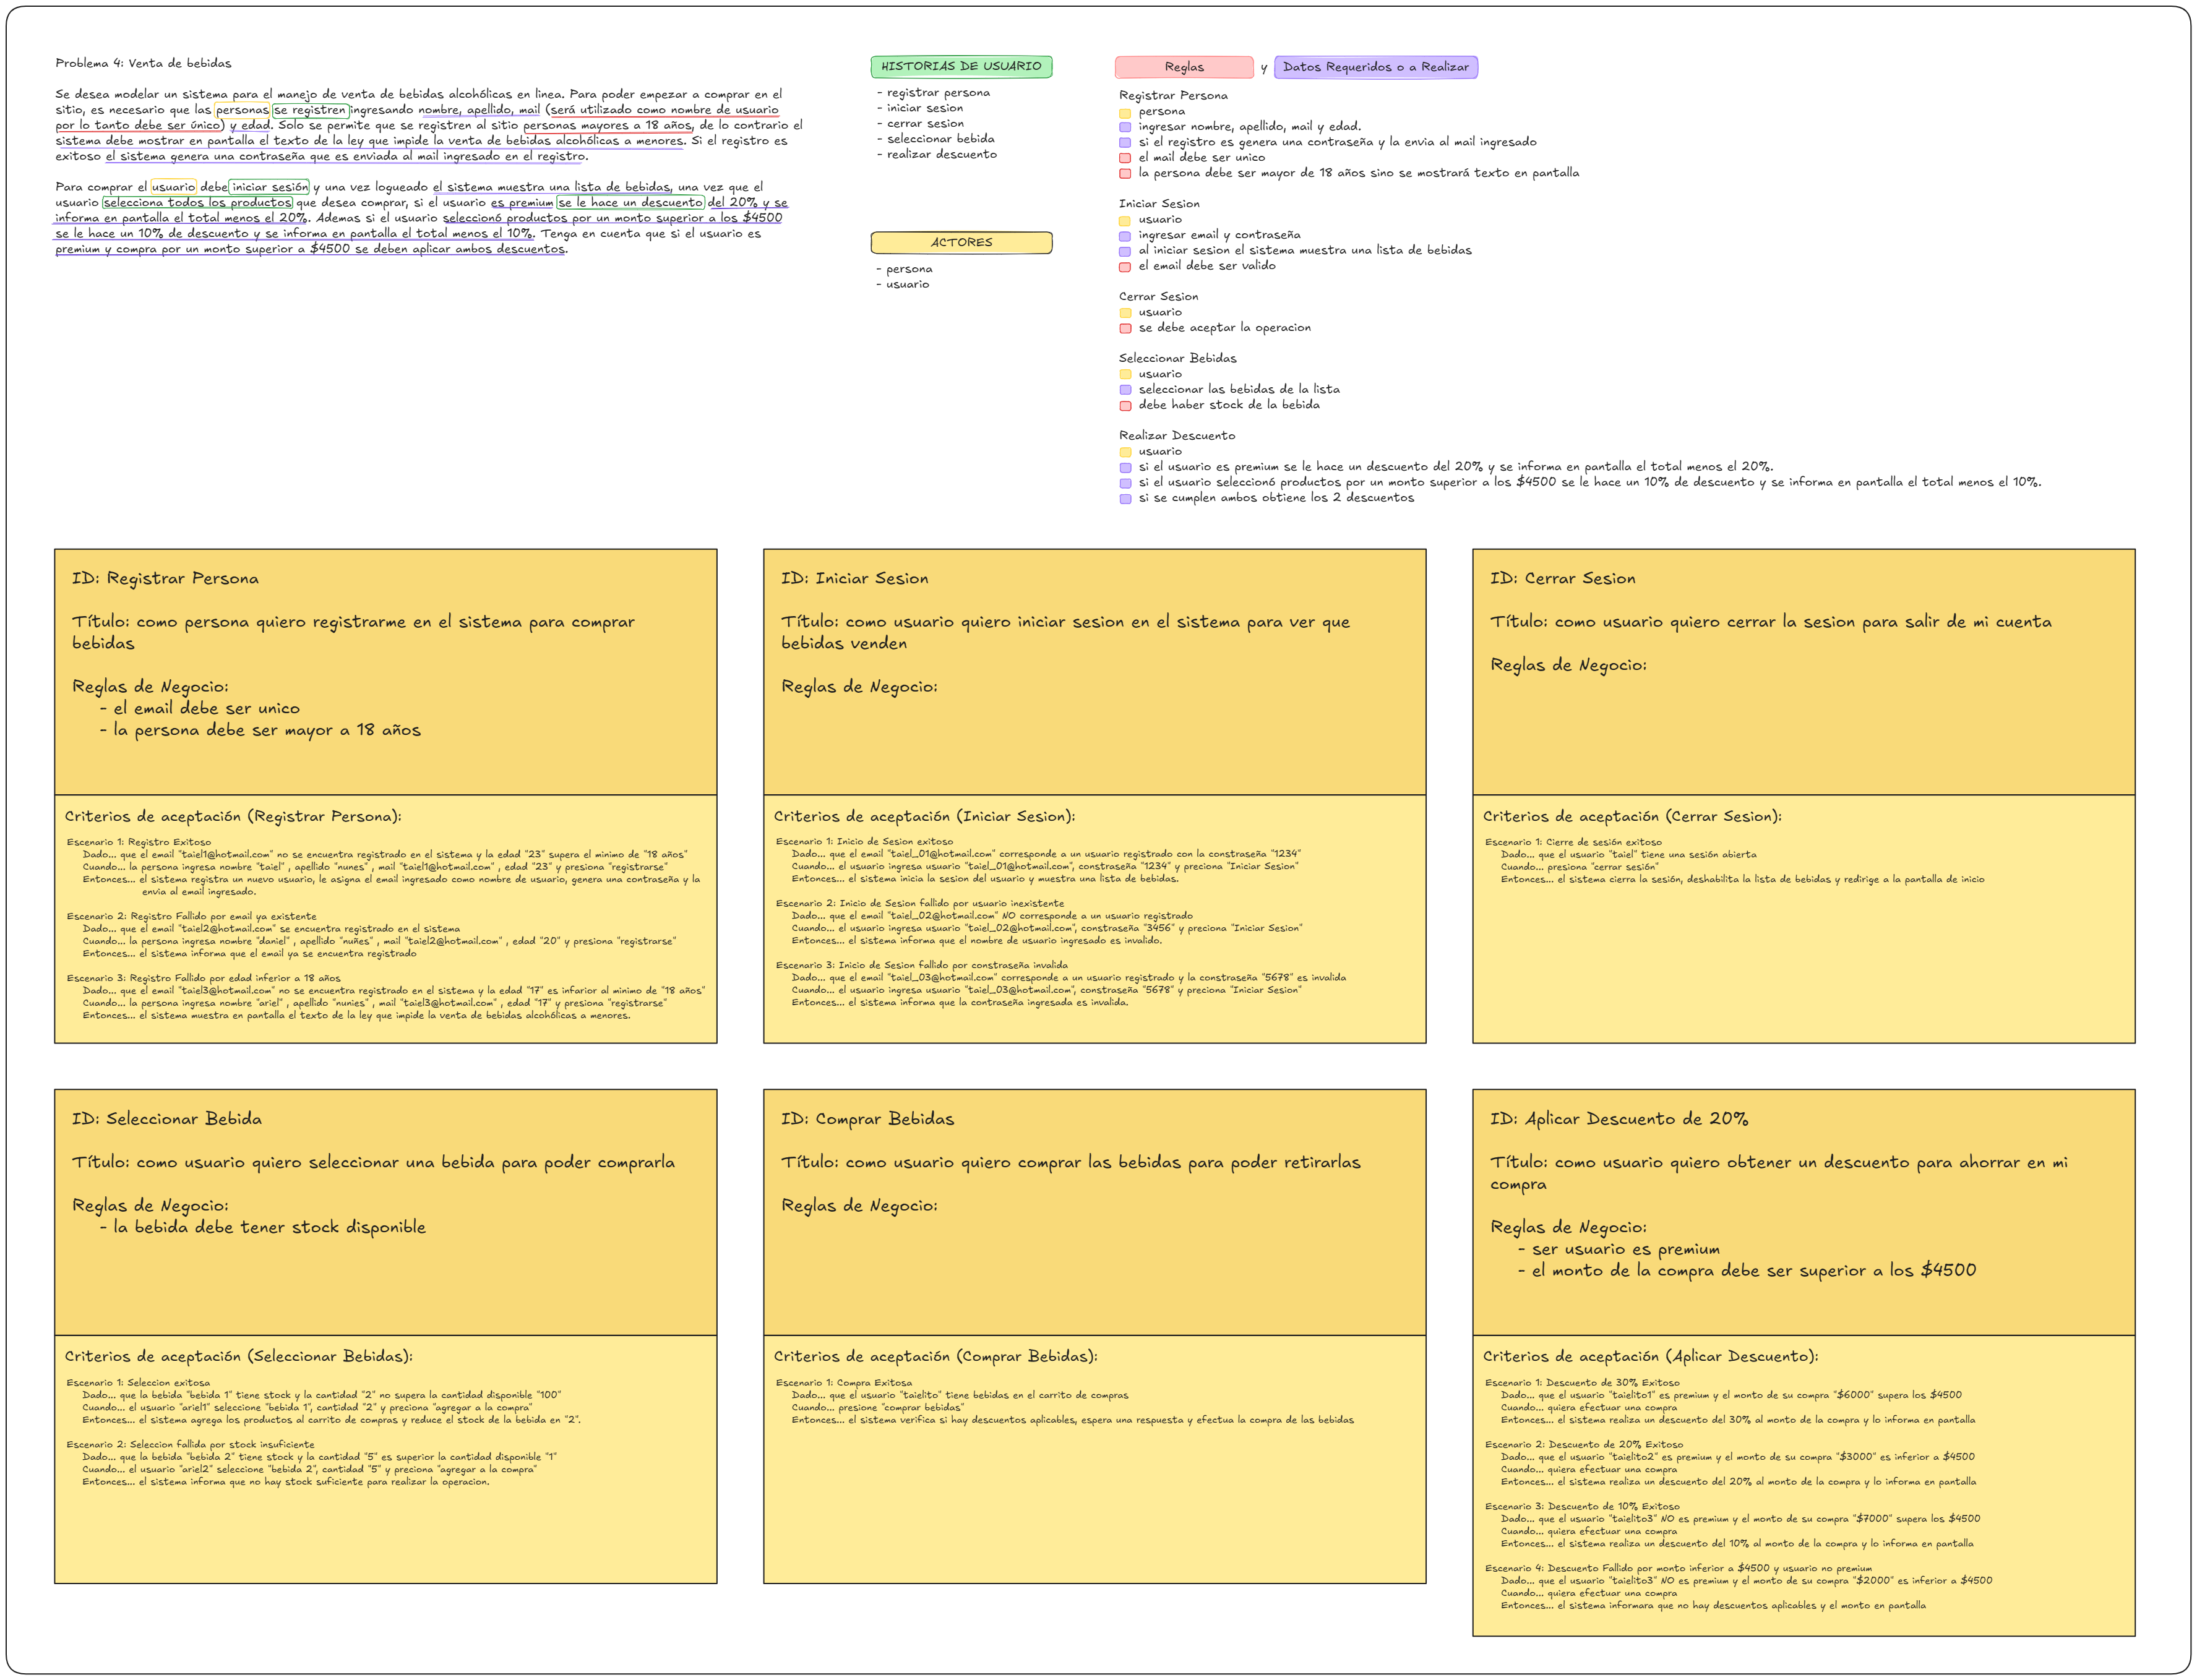 Problema 4: Venta de bebidas
Se desea modelar un sistema para el manejo de venta de bebidas alcohólicas en linea. Para poder empezar a comprar en el
sitio, es necesario que las personas se registren ingresando nombre, apellido, mail (será utilizado como nombre de usuario
por lo tanto debe ser único) y edad. Solo se permite que se registren al sitio personas mayores a 18 años, de lo contrario el
sistema debe mostrar en pantalla el texto de la ley que impide la venta de bebidas alcohólicas a menores. Si el registro es
exitoso el sistema genera una contraseña que es enviada al mail ingresado en el registro.
Para comprar el usuario debe iniciar sesión y una vez logueado el sistema muestra una lista de bebidas, una vez que el
usuario selecciona todos los productos que desea comprar, si el usuario es premium se le hace un descuento del 20% y se
informa en pantalla el total menos el 20%. Ademas si el usuario seleccionó productos por un monto superior a los $4500
se le hace un 10% de descuento y se informa en pantalla el total menos el 10%. Tenga en cuenta que si el usuario es
premium y compra por un monto superior a $4500 se deben aplicar ambos descuentos.
HISTORIAS DE USUARIO
- registrar persona
- iniciar sesion
- cerrar sesion
- seleccionar bebida
- realizar descuento
ACTORES
- persona
- usuario
Reglas y Datos Requeridos o a Realizar
Registrar Persona
persona
ingresar nombre, apellido, mail y edad.
si el registro es genera una contraseña y la envia al mail ingresado
el mail debe ser unico
la persona debe ser mayor de 18 años sino se mostrará texto en pantalla
Iniciar Sesion
usuario
ingresar email y contraseña
al iniciar sesion el sistema muestra una lista de bebidas
el email debe ser valido
Cerrar Sesion
usuario
se debe aceptar la operacion
Seleccionar Bebidas
usuario
seleccionar las bebidas de la lista
debe haber stock de la bebida
Realizar Descuento
usuario
si el usuario es premium se le hace un descuento del 20% y se informa en pantalla el total menos el 20%.
si el usuario seleccionó productos por un monto superior a los $4500 se le hace un 10% de descuento y se informa en pantalla el total menos el 10%.
si se cumplen ambos obtiene los 2 descuentos
ID: Registrar Persona
Título: como persona quiero registrarme en el sistema para comprar
bebidas
Reglas de Negocio:
- el email debe ser unico
- la persona debe ser mayor a 18 años
Criterios de aceptación (Registrar Persona):
Escenario 1: Registro Exitoso
Dado... que el email "taiel1@hotmail.com" no se encuentra registrado en el sistema y la edad "23" supera el minimo de "18 años"
Cuando... la persona ingresa nombre "taiel" , apellido "nunes" , mail "taiel1@hotmail.com" , edad "23" y presiona "registrarse"
Entonces... el sistema registra un nuevo usuario, le asigna el email ingresado como nombre de usuario, genera una contraseña y la
envia al email ingresado.
Escenario 2: Registro Fallido por email ya existente
Dado... que el email "taiel2@hotmail.com" se encuentra registrado en el sistema
Cuando... la persona ingresa nombre "daniel" , apellido "nuñes" , mail "taiel2@hotmail.com" , edad "20" y presiona "registrarse"
Entonces... el sistema informa que el email ya se encuentra registrado
Escenario 3: Registro Fallido por edad inferior a 18 años
Dado... que el email "taiel3@hotmail.com" no se encuentra registrado en el sistema y la edad "17" es infarior al minimo de "18 años"
Cuando... la persona ingresa nombre "ariel" , apellido "nunies" , mail "taiel3@hotmail.com" , edad "17" y presiona "registrarse"
Entonces... el sistema muestra en pantalla el texto de la ley que impide la venta de bebidas alcohólicas a menores.
ID: Iniciar Sesion
Título: como usuario quiero iniciar sesion en el sistema para ver que
bebidas venden
Reglas de Negocio:
Criterios de aceptación (Iniciar Sesion):
Escenario 1: Inicio de Sesion exitoso
Dado... que el email "taiel_01@hotmail.com" corresponde a un usuario registrado con la constraseña "1234"
Cuando... el usuario ingresa usuario "taiel_01@hotmail.com", constraseña "1234" y preciona "Iniciar Sesion"
Entonces... el sistema inicia la sesion del usuario y muestra una lista de bebidas.
Escenario 2: Inicio de Sesion fallido por usuario inexistente
Dado... que el email "taiel_02@hotmail.com" NO corresponde a un usuario registrado
Cuando... el usuario ingresa usuario "taiel_02@hotmail.com", constraseña "3456" y preciona "Iniciar Sesion"
Entonces... el sistema informa que el nombre de usuario ingresado es invalido.
Escenario 3: Inicio de Sesion fallido por constraseña invalida
Dado... que el email "taiel_03@hotmail.com" corresponde a un usuario registrado y la constraseña "5678" es invalida
Cuando... el usuario ingresa usuario "taiel_03@hotmail.com", constraseña "5678" y preciona "Iniciar Sesion"
Entonces... el sistema informa que la contraseña ingresada es invalida.
ID: Cerrar Sesion
Título: como usuario quiero cerrar la sesion para salir de mi cuenta
Reglas de Negocio:
Criterios de aceptación (Cerrar Sesion):
Escenario 1: Cierre de sesión exitoso
Dado... que el usuario "taiel" tiene una sesión abierta
Cuando... presiona "cerrar sesión"
Entonces... el sistema cierra la sesión, deshabilita la lista de bebidas y redirige a la pantalla de inicio
ID: Seleccionar Bebida
Título: como usuario quiero seleccionar una bebida para poder comprarla
Reglas de Negocio:
- la bebida debe tener stock disponible
Criterios de aceptación (Seleccionar Bebidas):
Escenario 1: Seleccion exitosa
Dado... que la bebida "bebida 1" tiene stock y la cantidad "2" no supera la cantidad disponible "100"
Cuando... el usuario "ariel1" seleccione "bebida 1", cantidad "2" y preciona "agregar a la compra"
Entonces... el sistema agrega los productos al carrito de compras y reduce el stock de la bebida en "2".
Escenario 2: Seleccion fallida por stock insuficiente
Dado... que la bebida "bebida 2" tiene stock y la cantidad "5" es superior la cantidad disponible "1"
Cuando... el usuario "ariel2" seleccione "bebida 2", cantidad "5" y preciona "agregar a la compra"
Entonces... el sistema informa que no hay stock suficiente para realizar la operacion.
ID: Comprar Bebidas
Título: como usuario quiero comprar las bebidas para poder retirarlas
Reglas de Negocio:
Criterios de aceptación (Comprar Bebidas):
Escenario 1: Compra Exitosa
Dado... que el usuario "taielito" tiene bebidas en el carrito de compras
Cuando... presione "comprar bebidas"
Entonces... el sistema verifica si hay descuentos aplicables, espera una respuesta y efectua la compra de las bebidas
ID: Aplicar Descuento de 20%
Título: como usuario quiero obtener un descuento para ahorrar en mi
compra
Reglas de Negocio:
- ser usuario es premium
- el monto de la compra debe ser superior a los $4500
Criterios de aceptación (Aplicar Descuento):
Escenario 1: Descuento de 30% Exitoso
Dado... que el usuario "taielito1" es premium y el monto de su compra "$6000" supera los $4500
Cuando... quiera efectuar una compra
Entonces... el sistema realiza un descuento del 30% al monto de la compra y lo informa en pantalla
Escenario 2: Descuento de 20% Exitoso
Dado... que el usuario "taielito2" es premium y el monto de su compra "$3000" es inferior a $4500
Cuando... quiera efectuar una compra
Entonces... el sistema realiza un descuento del 20% al monto de la compra y lo informa en pantalla
Escenario 3: Descuento de 10% Exitoso
Dado... que el usuario "taielito3" NO es premium y el monto de su compra "$7000" supera los $4500
Cuando... quiera efectuar una compra
Entonces... el sistema realiza un descuento del 10% al monto de la compra y lo informa en pantalla
Escenario 4: Descuento Fallido por monto inferior a $4500 y usuario no premium
Dado... que el usuario "taielito3" NO es premium y el monto de su compra "$2000" es inferior a $4500
Cuando... quiera efectuar una compra
Entonces... el sistema informara que no hay descuentos aplicables y el monto en pantalla